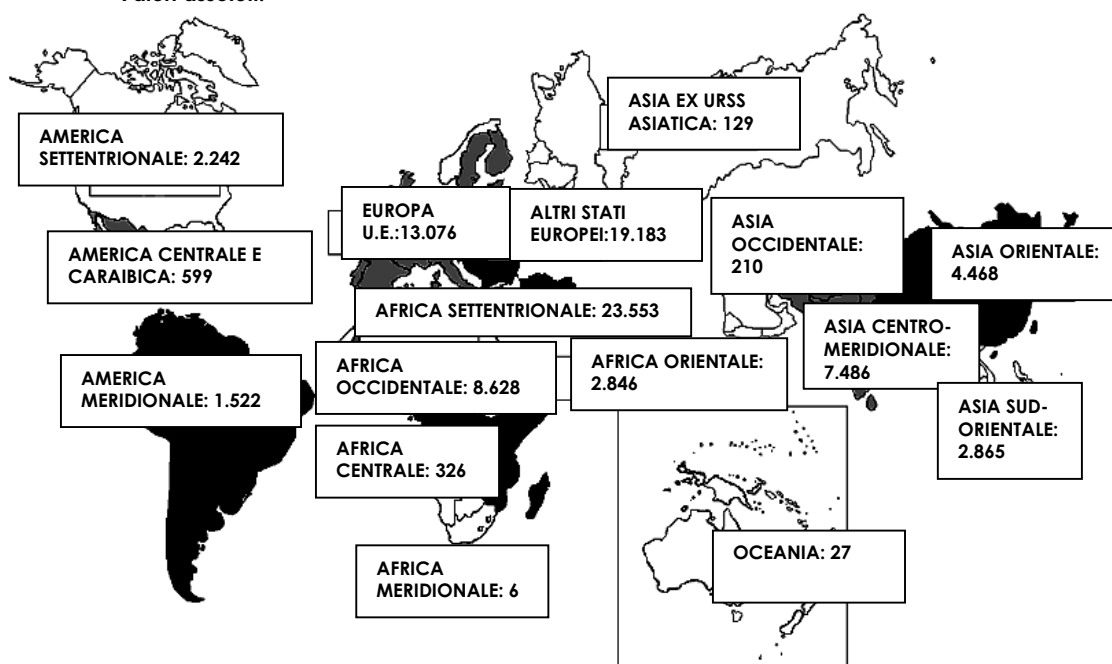 ASIA EX URSS
ASIATICA: 129
AMERICA
SETTENTRIONALE: 2.242
EUROPA
U.E.:13.076
ALTRI STATI
EUROPEI:19.183
ASIA
OCCIDENTALE:
210
ASIA ORIENTALE:
4.468
AMERICA CENTRALE E
CARAIBICA: 599
AFRICA SETTENTRIONALE: 23.553
ASIA CENTRO-
MERIDIONALE:
7.486
AMERICA
MERIDIONALE: 1.522
AFRICA
OCCIDENTALE: 8.628
AFRICA ORIENTALE:
2.846
ASIA SUD-
ORIENTALE:
2.865
AFRICA
CENTRALE: 326
OCEANIA: 27
AFRICA
MERIDIONALE: 6